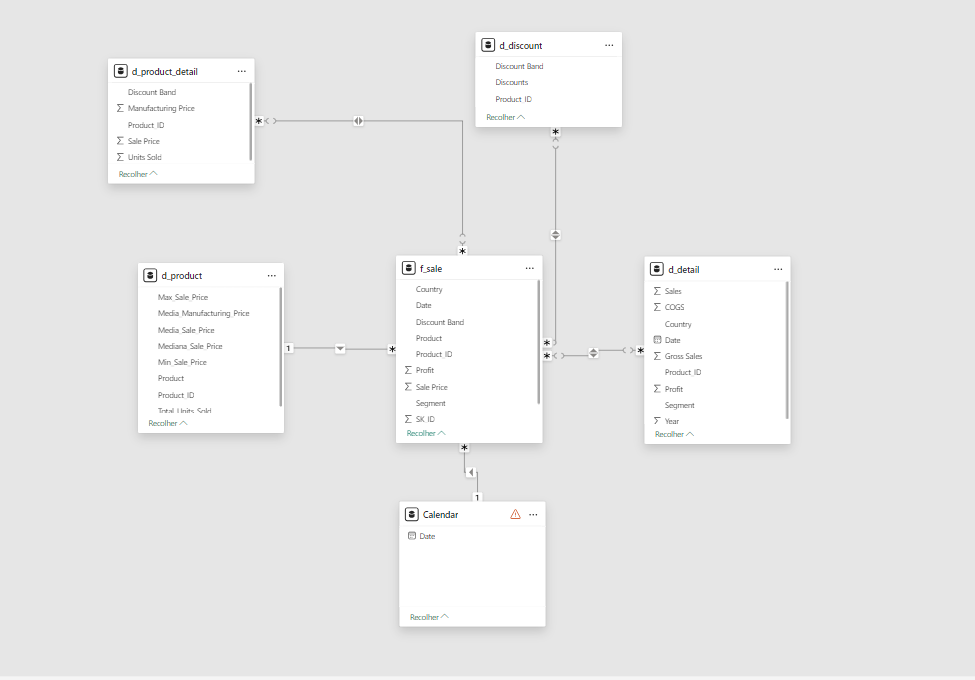 d_discount
Discount Band
Discounts
Product_ID
Recolher
d_product_detail
Discount Band
Manufacturing Price
Product_ID
Sale Price
Units Sold
Recolher
d_product
Max_Sale_Price
Media_Manufacturing_Price
Media_Sale_Price
Mediana_Sale_Price
Min_Sale_Price
Product
Product_ID
Total_Units_Sold
Recolher
1
*
f_sale
Country
Date
Discount Band
Product
Product_ID
Profit
Sale Price
Segment
SK_ID
Recolher
d_detail
Sales
COGS
Country
Date
Gross Sales
Product_ID
Profit
Segment
Year
Recolher
*
1
Calendar
Date
Recolher